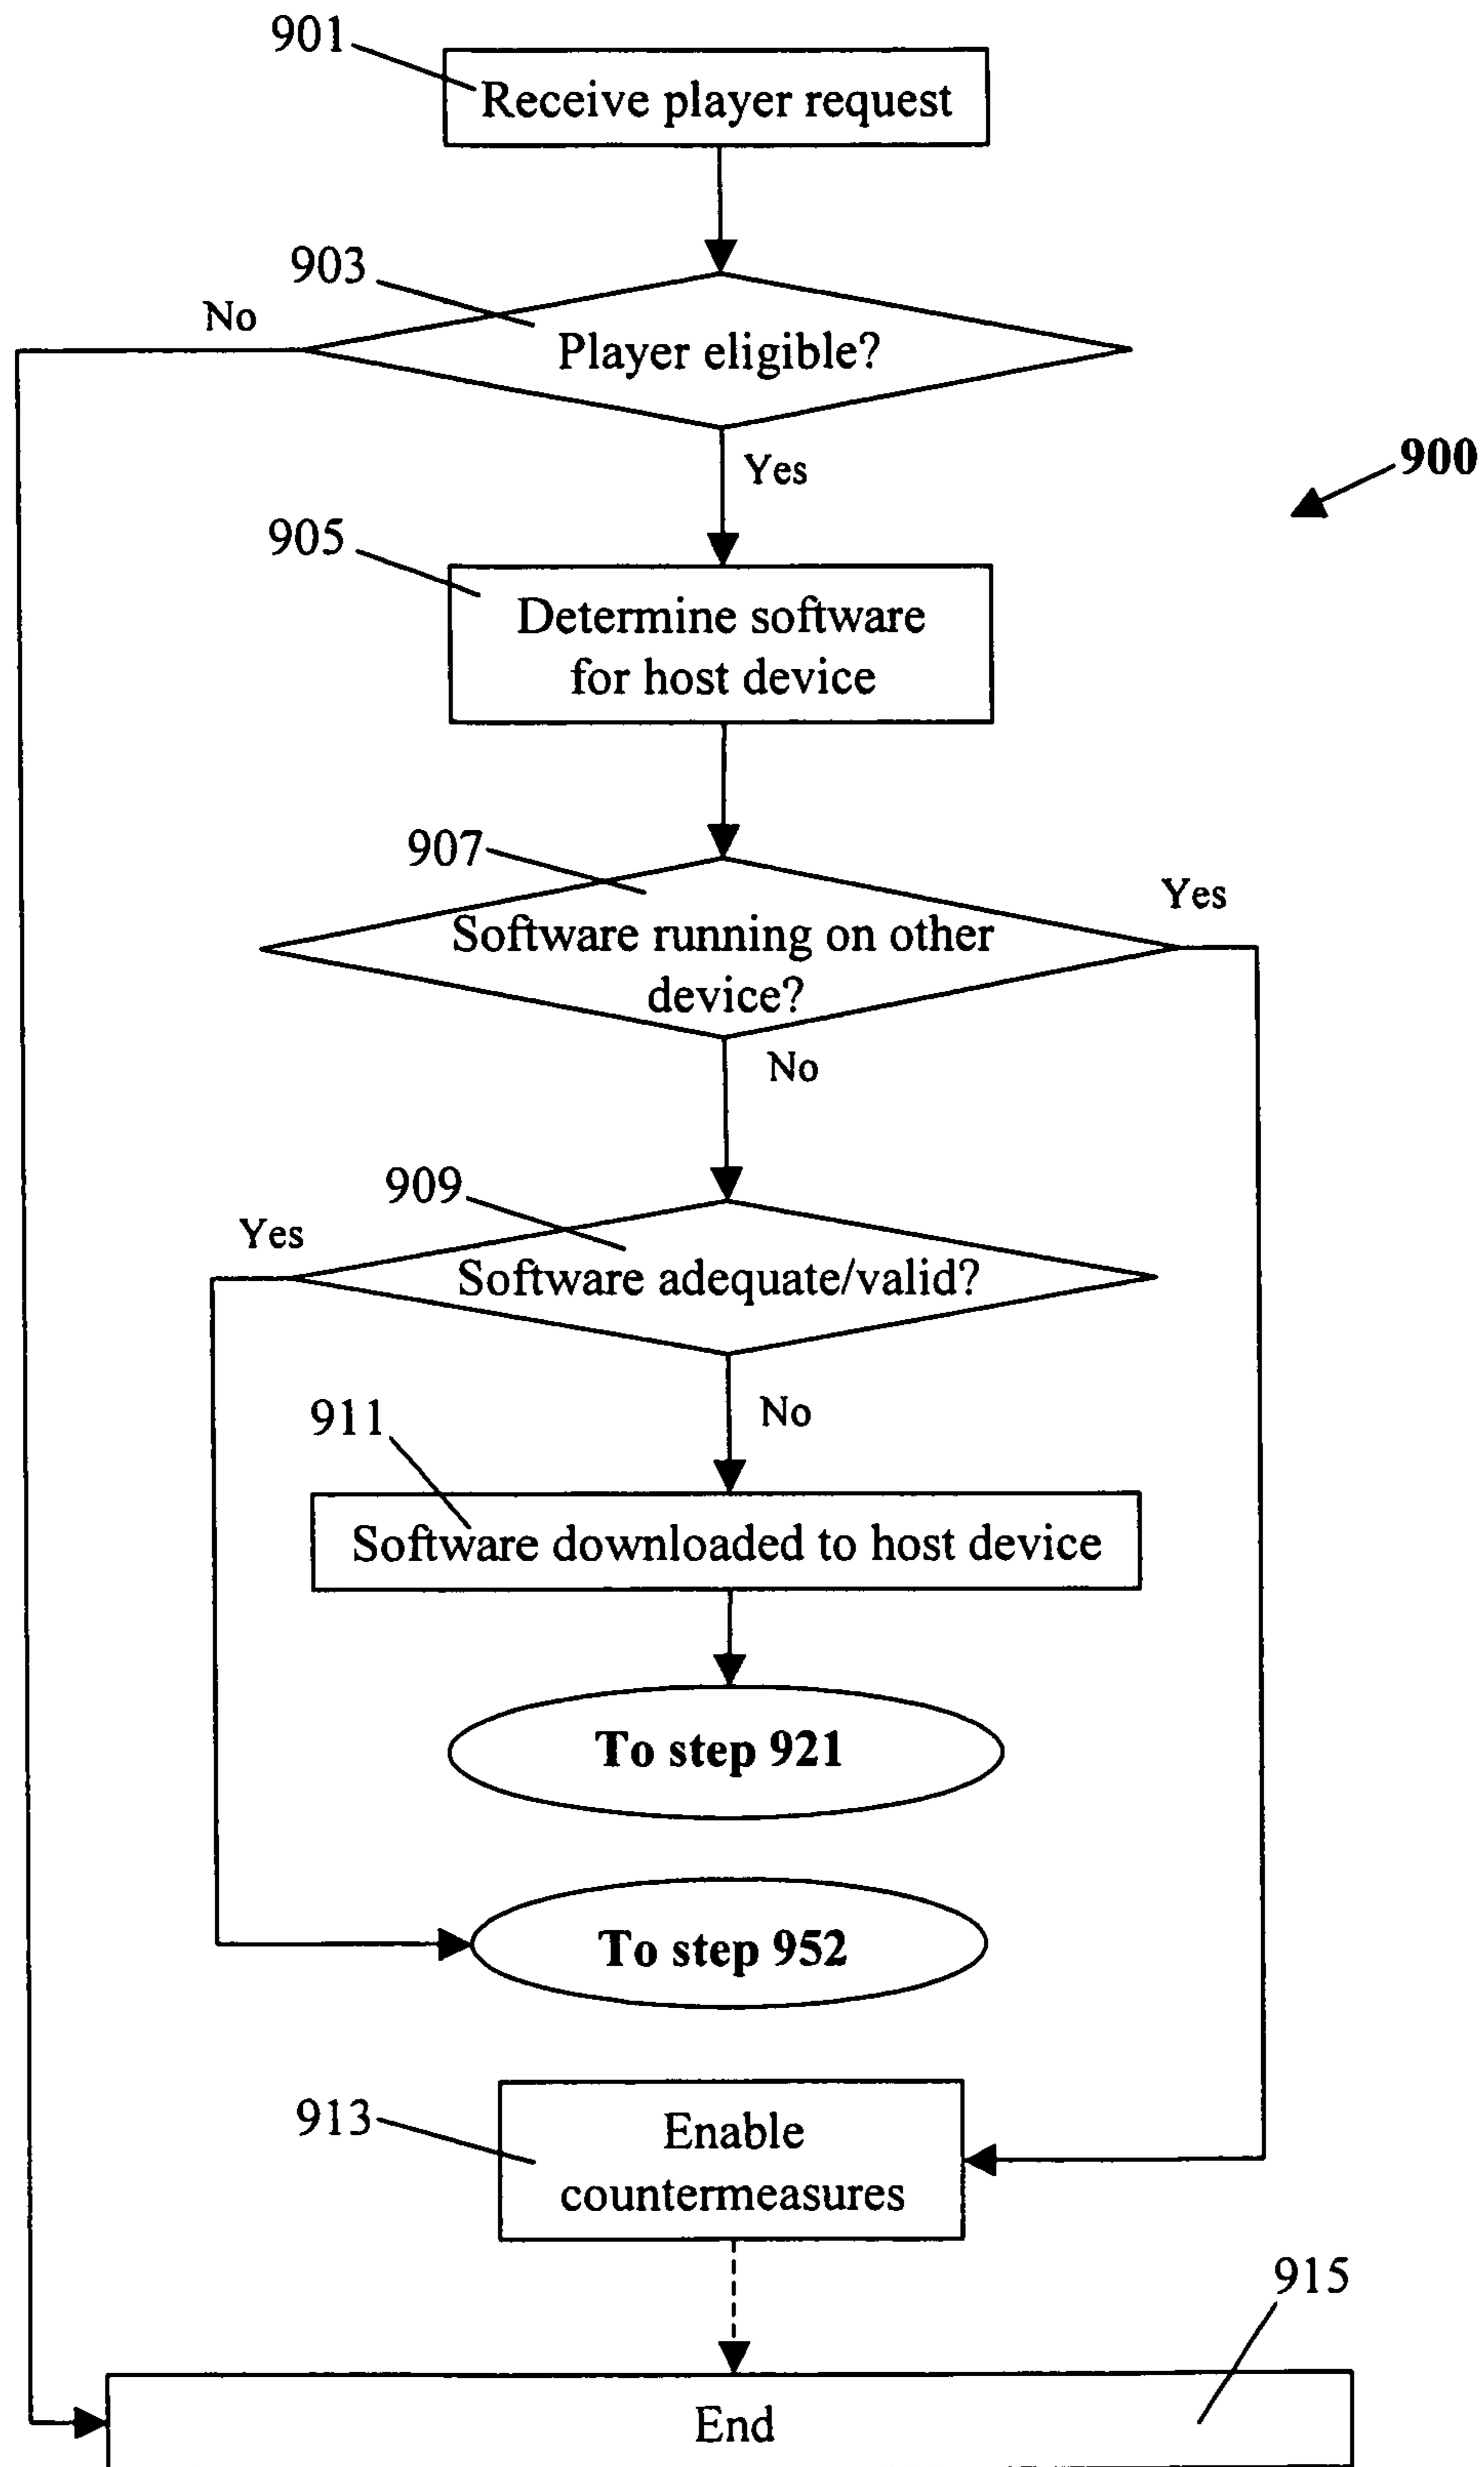 901
Receive player request
903
No
Player eligible?
Yes
900
905
Determine software
for host device
907
Yes
Software running on other
device?
No
909
Yes
Software adequate/valid?
No
911
Software downloaded to host device
To step 921
To step 952
913
Enable
countermeasures
915
End